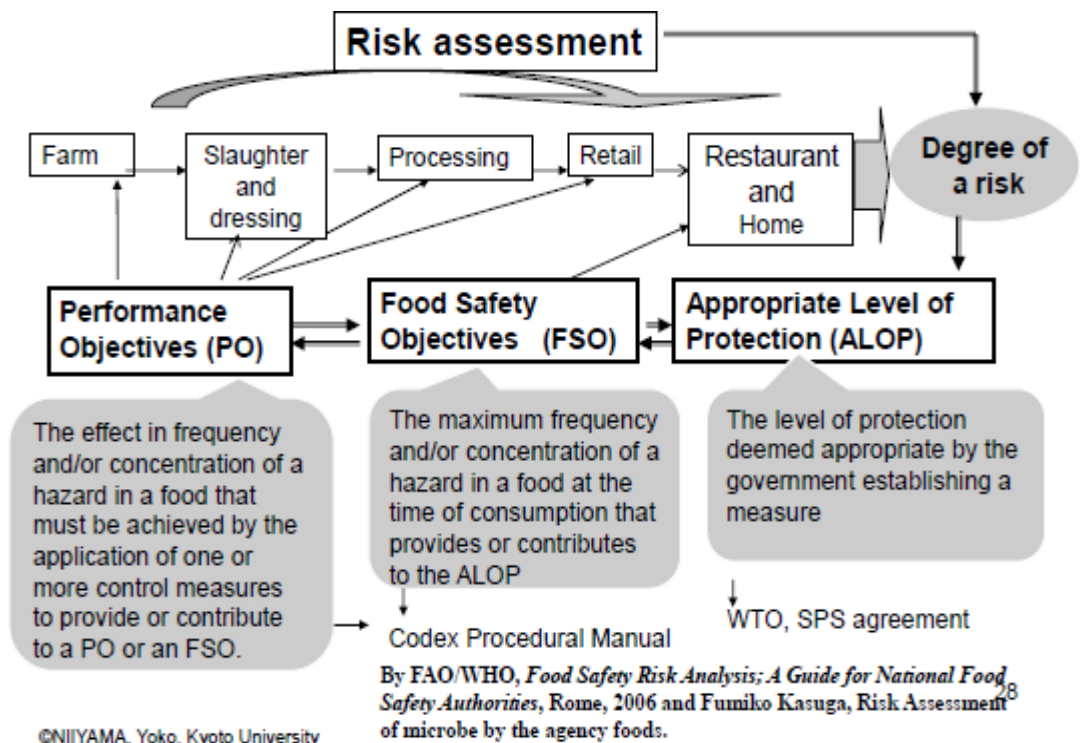 Risk assessment
Farm
Slaughter
and
dressing
Processing
Retail
Restaurant
and
Home
Degree of
a risk
Performance
Objectives (PO)
Food Safety
Objectives (FSO)
Appropriate Level of
Protection (ALOP)
The effect in frequency
and/or concentration of a
hazard in a food that
must be achieved by the
application of one or
more control measures
to provide or contribute
to a PO or an FSO.
The maximum frequency
and/or concentration of a
hazard in a food at the
time of consumption that
provides or contributes
to the ALOP
The level of protection
deemed appropriate by the
government establishing a
measure
Codex Procedural Manual
WTO, SPS agreement
By FAO/WHO, Food Safety Risk Analysis; A Guide for National Food
Safety Authorities, Rome, 2006 and Fumiko Kasuga, Risk Assessment
of microbe by the agency foods.
28
©NIIYAMA, Yoko, Kyoto University